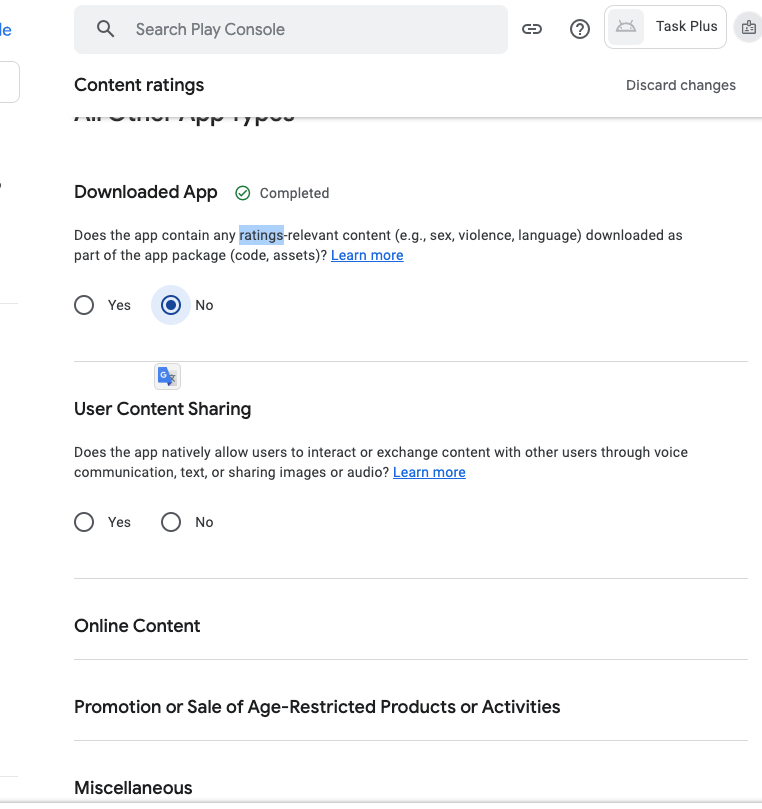 le
Search Play Console
Task Plus
Content ratings
Discard changes
All Other App Types
Downloaded App
Completed
Does the app contain any ratings-relevant content (e.g., sex, violence, language) downloaded as
part of the app package (code, assets)? Learn more
Yes
No
User Content Sharing
Does the app natively allow users to interact or exchange content with other users through voice
communication, text, or sharing images or audio? Learn more
Yes
No
Online Content
Promotion or Sale of Age-Restricted Products or Activities
Miscellaneous